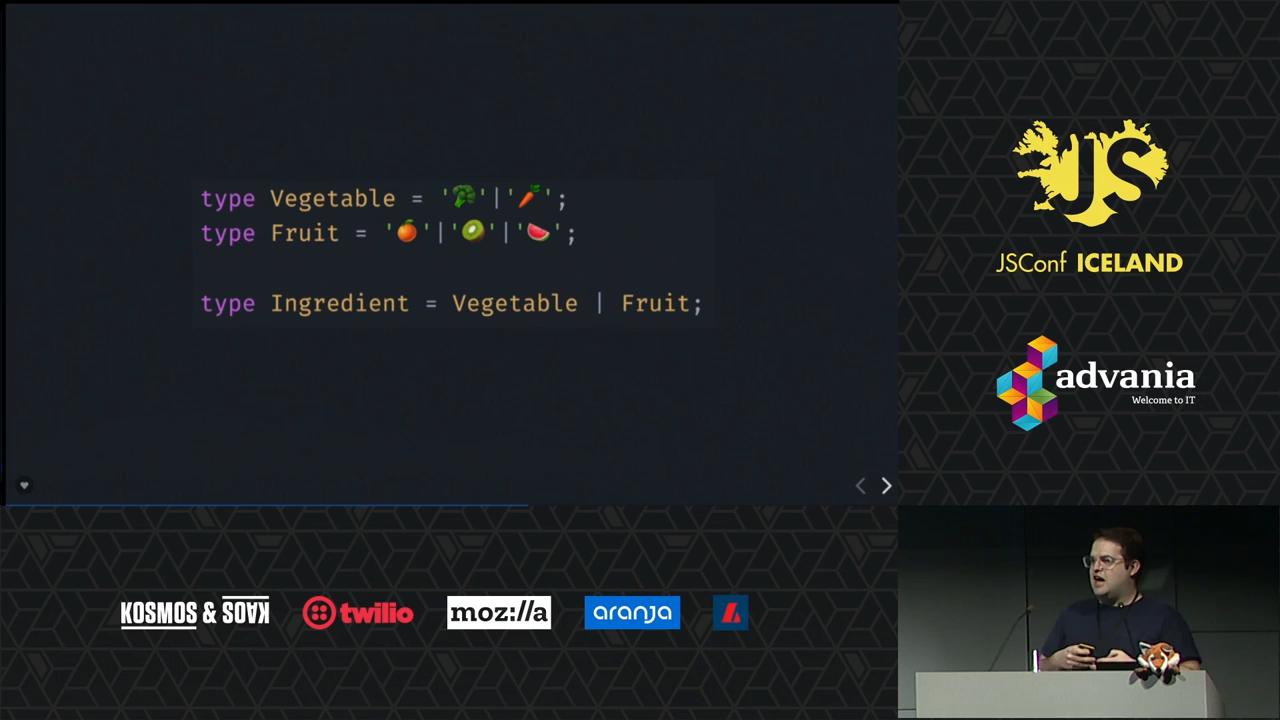 type Vegetable = '🥦'|'🥕';
type Fruit = '🍊'|'🥝'|'🍉';
type Ingredient = Vegetable | Fruit;
JS
JSConf ICELAND
advania
Welcome to IT
KOSMOS & KAOS
twilio
moz://a
aranja